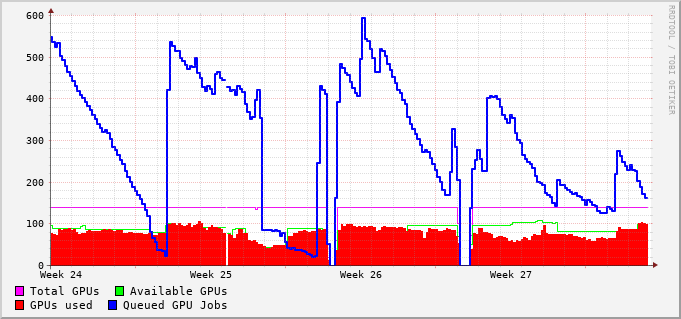 600
500
400
300
200
100
0
Week 24 Week 25 Week 26 Week 27
Total GPUs Available GPUs
GPUs used Queued GPU Jobs
RRDTOOL / TOBI OETIKER